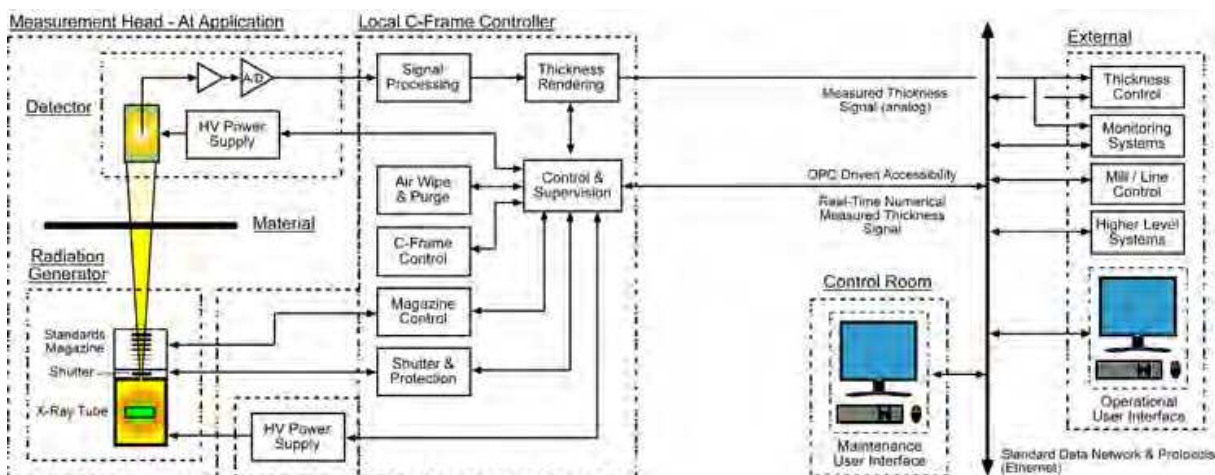 Measurement Head - At Application
Local C-Frame Controller
External
Detector
A/D
HV Power
Supply
Signal
Processing
Thickness
Rendering
Measured Thickness
Signal (analog)
Thickness
Control
Monitoring
Systems
Mill / Line
Control
Higher Level
Systems
Air Wipe
& Purge
Control &
Supervision
OPC Driven Accessibility
Real-Time Numerical
Measured Thickness
Signal
Material
C-Frame
Control
Radiation
Generator
Magazine
Control
Control Room
Standards
Magazine
Shutter
Shutter &
Protection
X-Ray Tube
HV Power
Supply
Maintenance
User Interface
Operational
User Interface
Standard Data Network & Protocols
(Ethernet)